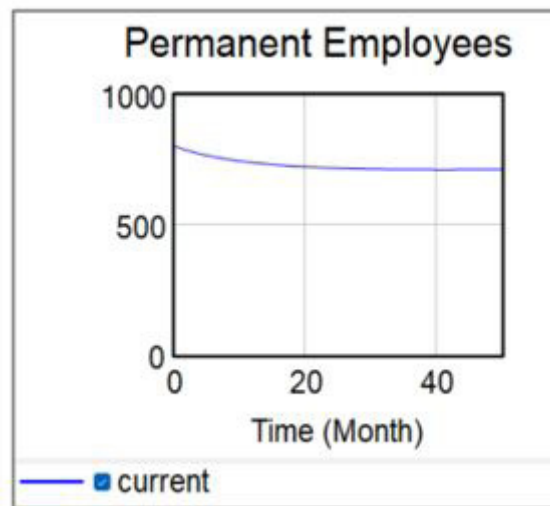 Permanent Employees
1000
500
0
0 20 40
Time (Month)
current